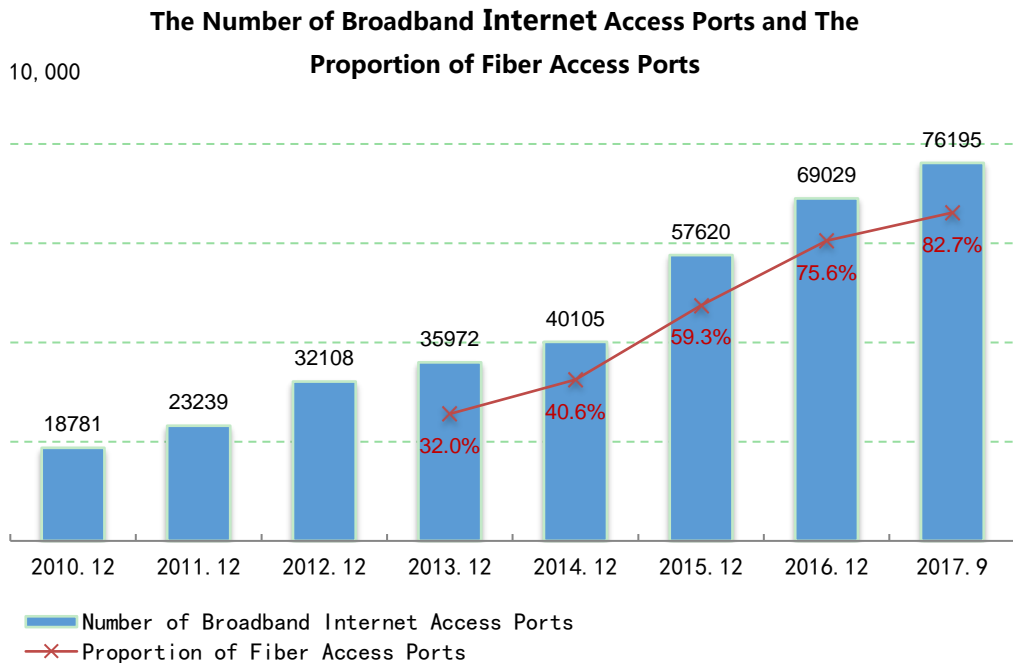 The Number of Broadband Internet Access Ports and The
Proportion of Fiber Access Ports
10,000
76195
69029
82.7%
57620
75.6%
59.3%
40105
35972
32108
40.6%
23239
32.0%
18781
2010.12 2011.12 2012.12 2013.12 2014.12 2015.12 2016.12 2017.9
Number of Broadband Internet Access Ports
Proportion of Fiber Access Ports